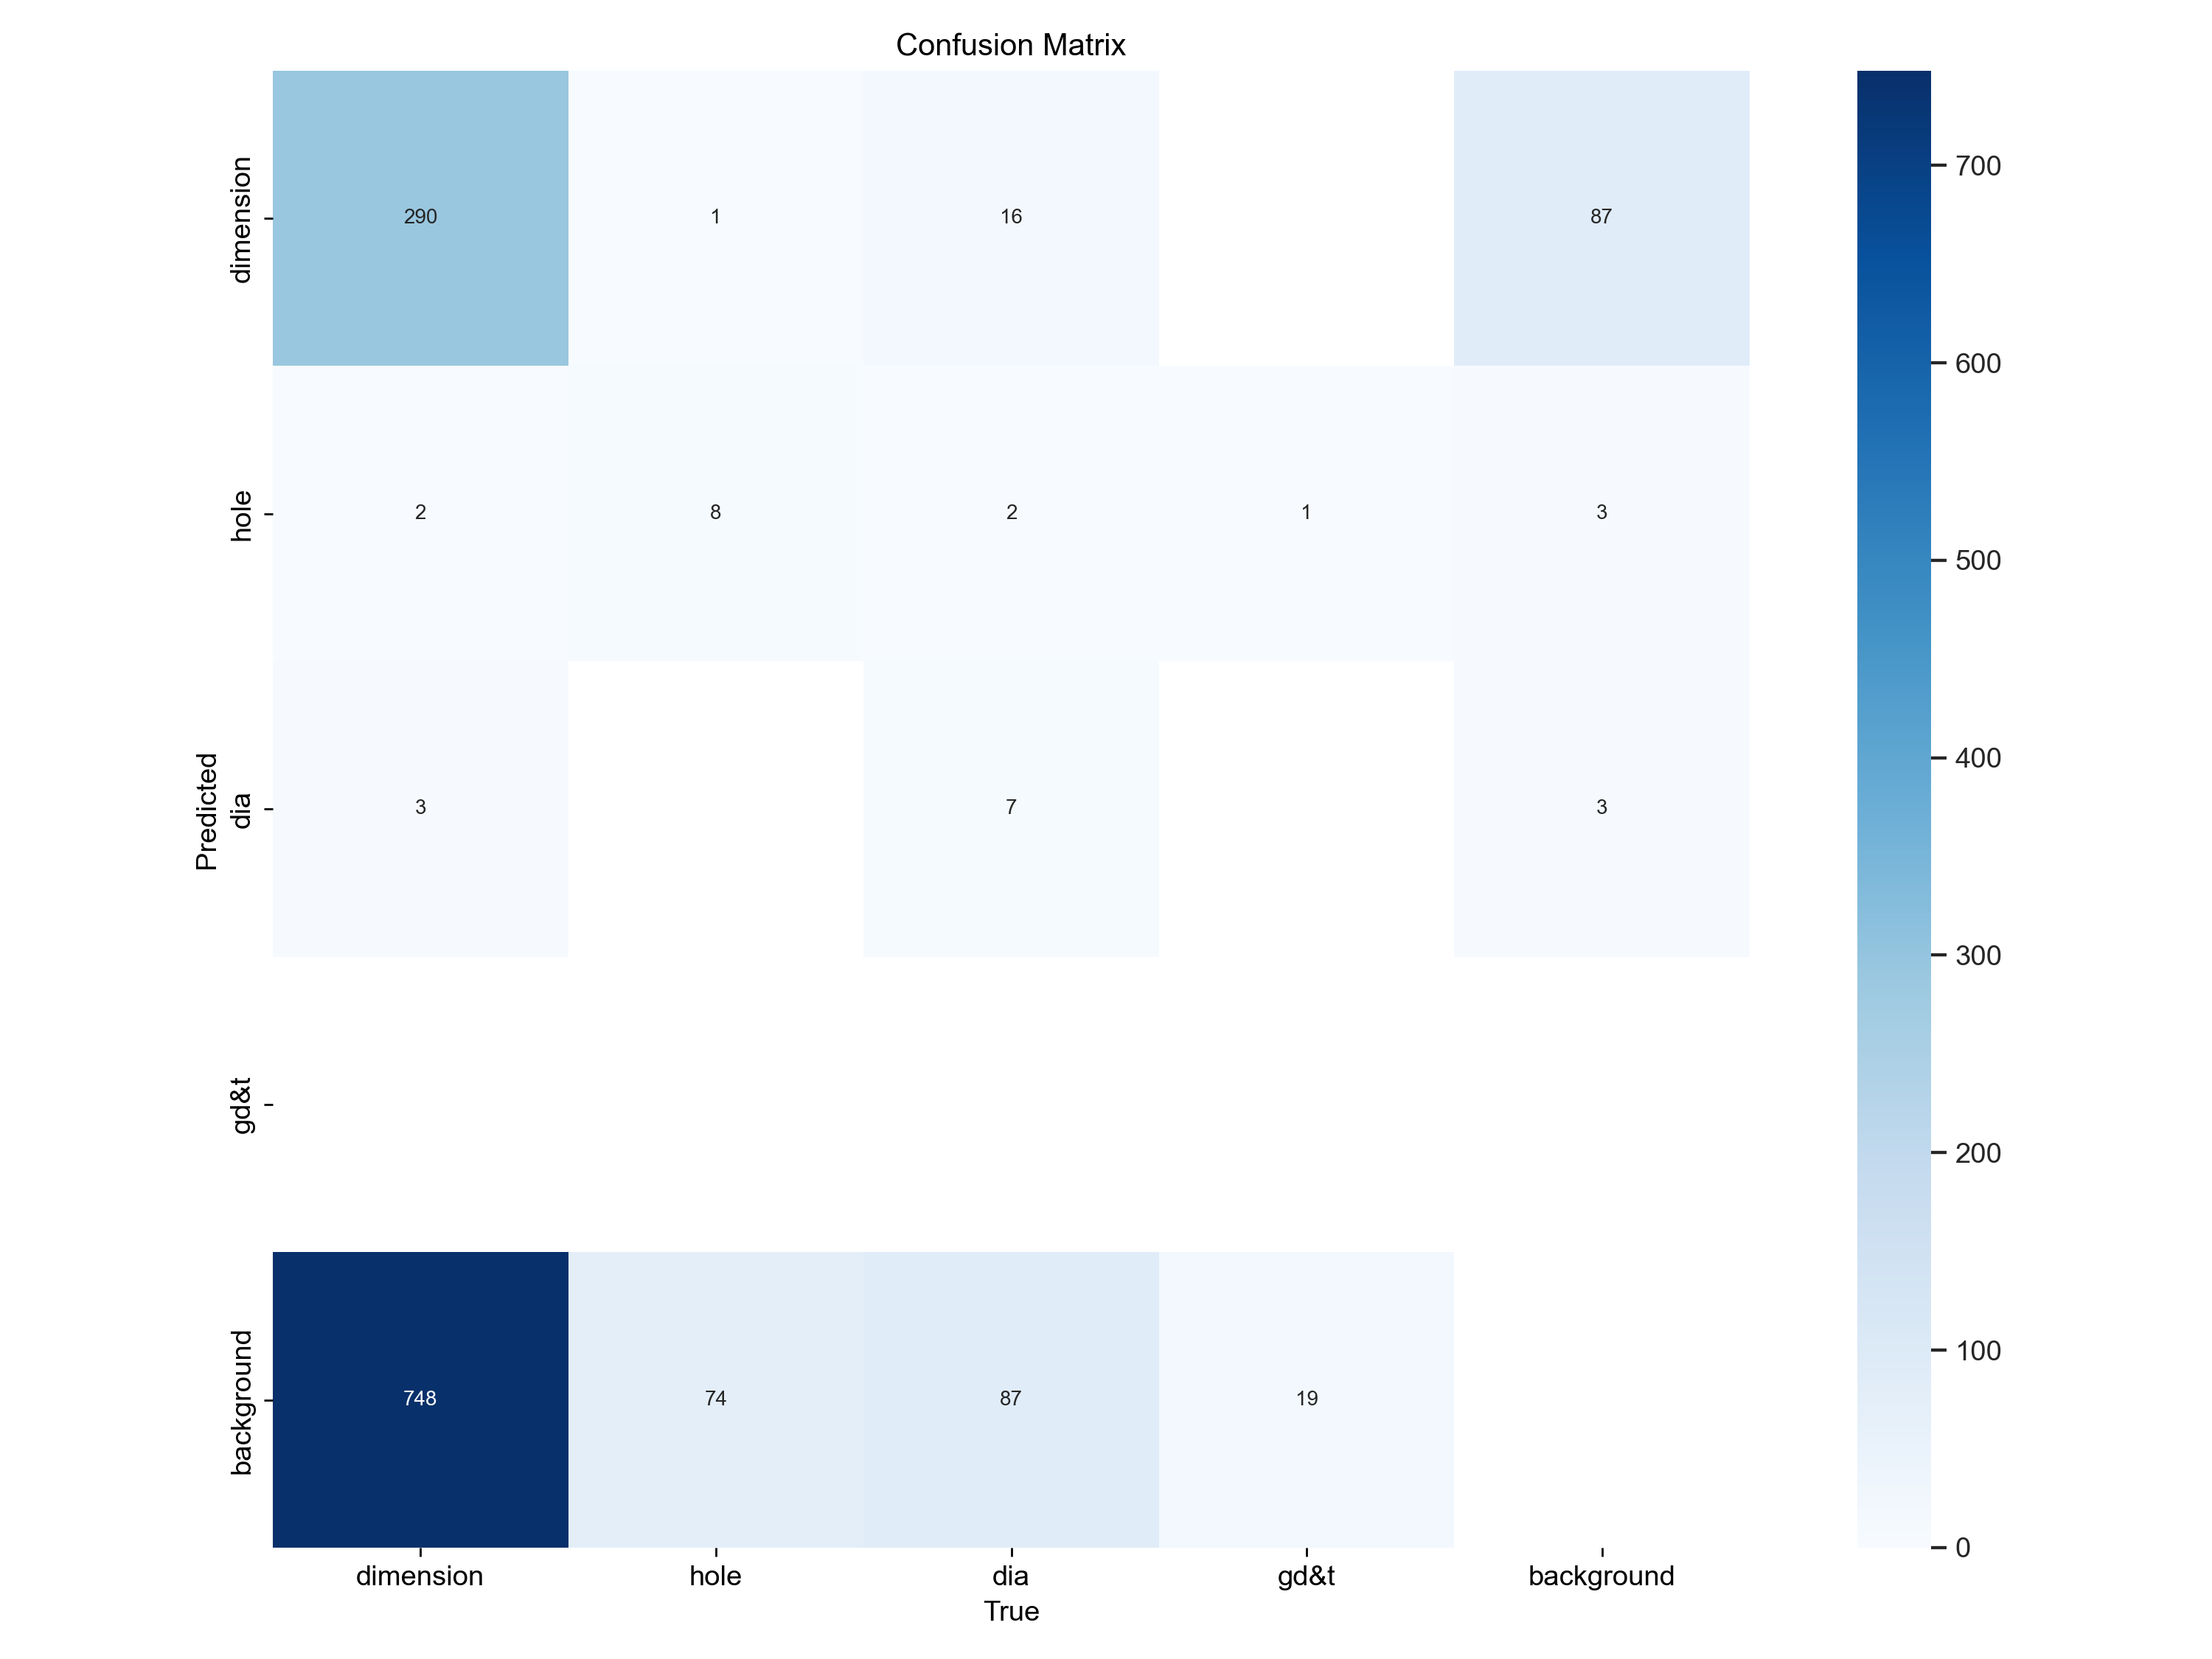 Confusion Matrix
dimension
290
1
16
87
hole
2
8
2
1
3
dia
3
7
3
gd&t
background
748
74
87
19
Predicted
dimension
hole
dia
gd&t
background
True
700
600
500
400
300
200
100
0